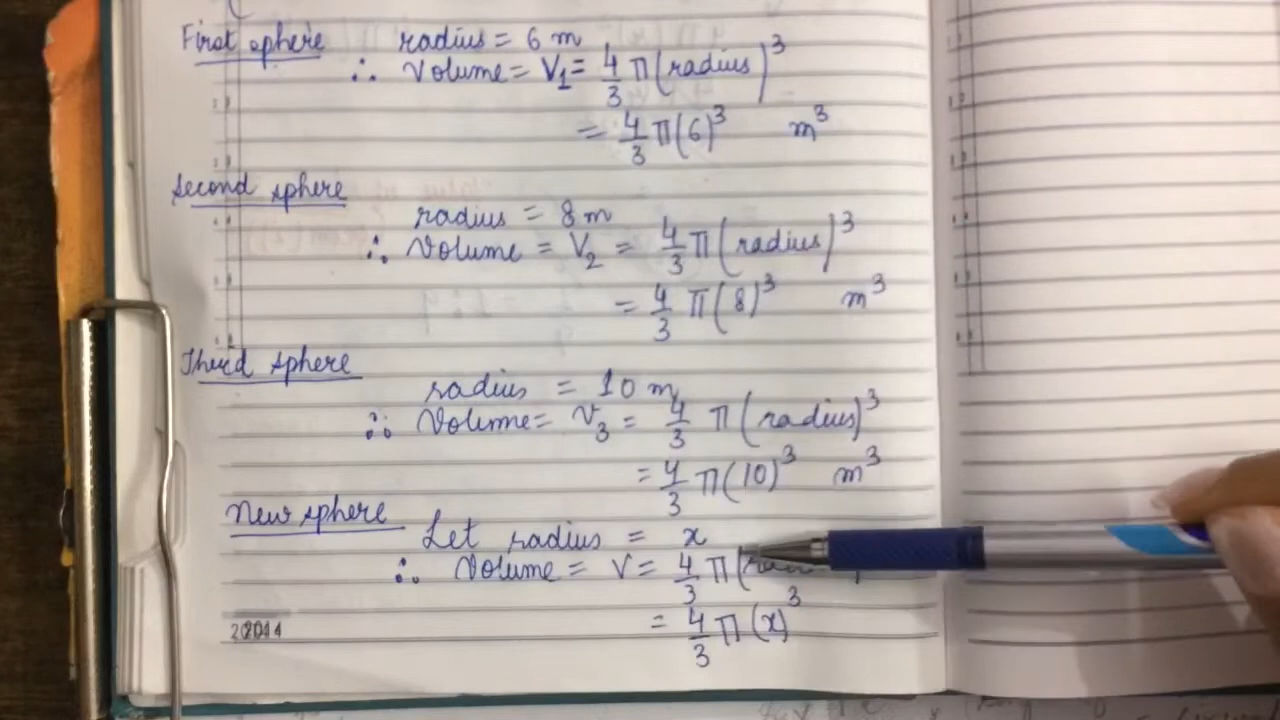 First sphere radius = 6 m
∴ Volume = V₁ = 4/3 π (radius)³
= 4/3 π (6)³ m³
Second sphere
radius = 8 m
∴ Volume = V₂ = 4/3 π (radius)³
= 4/3 π (8)³ m³
Third sphere
radius = 10 m
∴ Volume = V₃ = 4/3 π (radius)³
= 4/3 π (10)³ m³
New sphere
Let radius = x
∴ Volume = V = 4/3 π (
= 4/3 π (x)³